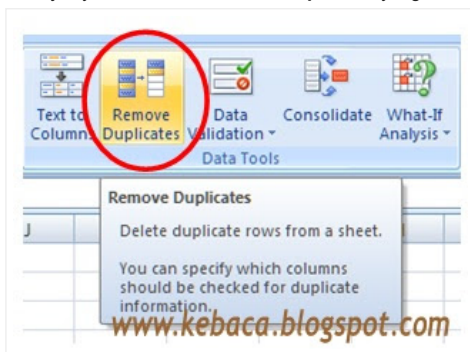 Text to Columns
Remove Duplicates
Data Validation
Consolidate
What-If Analysis
Data Tools
J
Remove Duplicates
Delete duplicate rows from a sheet.
You can specify which columns
should be checked for duplicate
information.
www.kebaca.blogspot.com